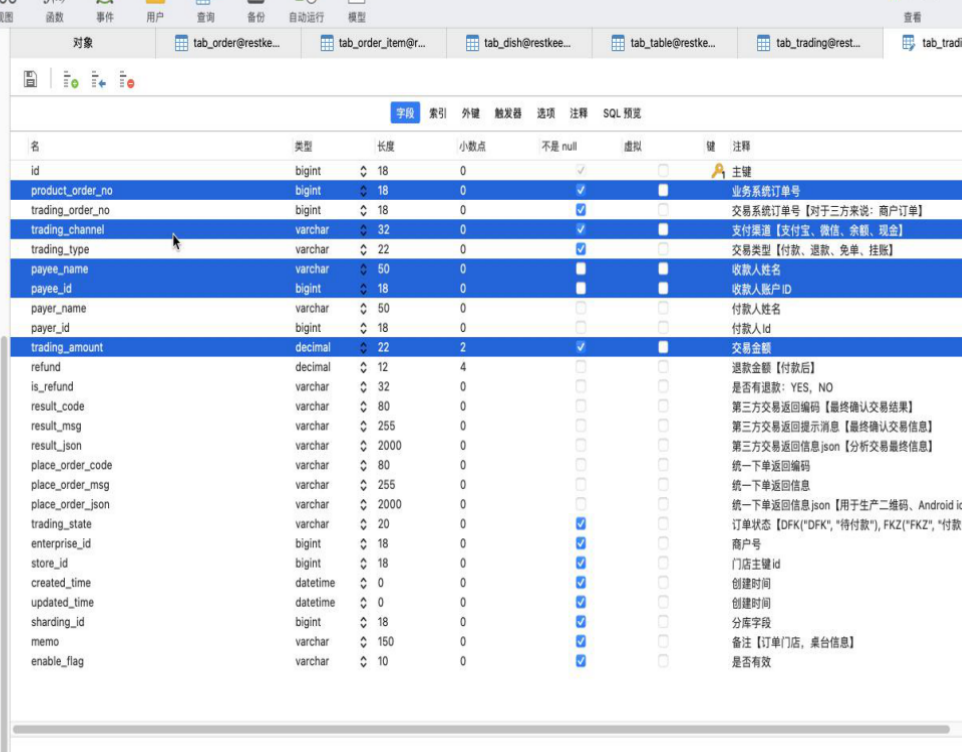 视图 函数 事件 用户 查询 备份 自动运行 模型 查看
对象 tab_order@restke... tab_order_item@r... tab_dish@restkee... tab_table@restke... tab_trading@rest... tab_tradi
字段 索引 外键 触发器 选项 注释 SQL 预览
名 类型 长度 小数点 不是 null 虚拟 键 注释
id bigint 18 0 主键
product_order_no bigint 18 0 业务系统订单号
trading_order_no bigint 18 0 交易系统订单号【对于三方来说：商户订单】
trading_channel varchar 32 0 支付渠道【支付宝、微信、余额、现金】
trading_type varchar 22 0 交易类型【付款、退款、免单、挂账】
payee_name varchar 50 0 收款人姓名
payee_id bigint 18 0 收款人账户ID
payer_name varchar 50 0 付款人姓名
payer_id bigint 18 0 付款人Id
trading_amount decimal 22 2 交易金额
refund decimal 12 4 退款金额【付款后】
is_refund varchar 32 0 是否有退款：YES，NO
result_code varchar 80 0 第三方交易返回编码【最终确认交易结果】
result_msg varchar 255 0 第三方交易返回提示消息【最终确认交易信息】
result_json varchar 2000 0 第三方交易返回信息json【分析交易最终信息】
place_order_code varchar 80 0 统一下单返回编码
place_order_msg varchar 255 0 统一下单返回信息
place_order_json varchar 2000 0 统一下单返回信息json【用于生产二维码、Android io
trading_state varchar 20 0 订单状态【DFK("DFK", "待付款"), FKZ("FKZ", "付款
enterprise_id bigint 18 0 商户号
store_id bigint 18 0 门店主键id
created_time datetime 0 0 创建时间
updated_time datetime 0 0 创建时间
sharding_id bigint 18 0 分库字段
memo varchar 150 0 备注【订单门店，桌台信息】
enable_flag varchar 10 0 是否有效